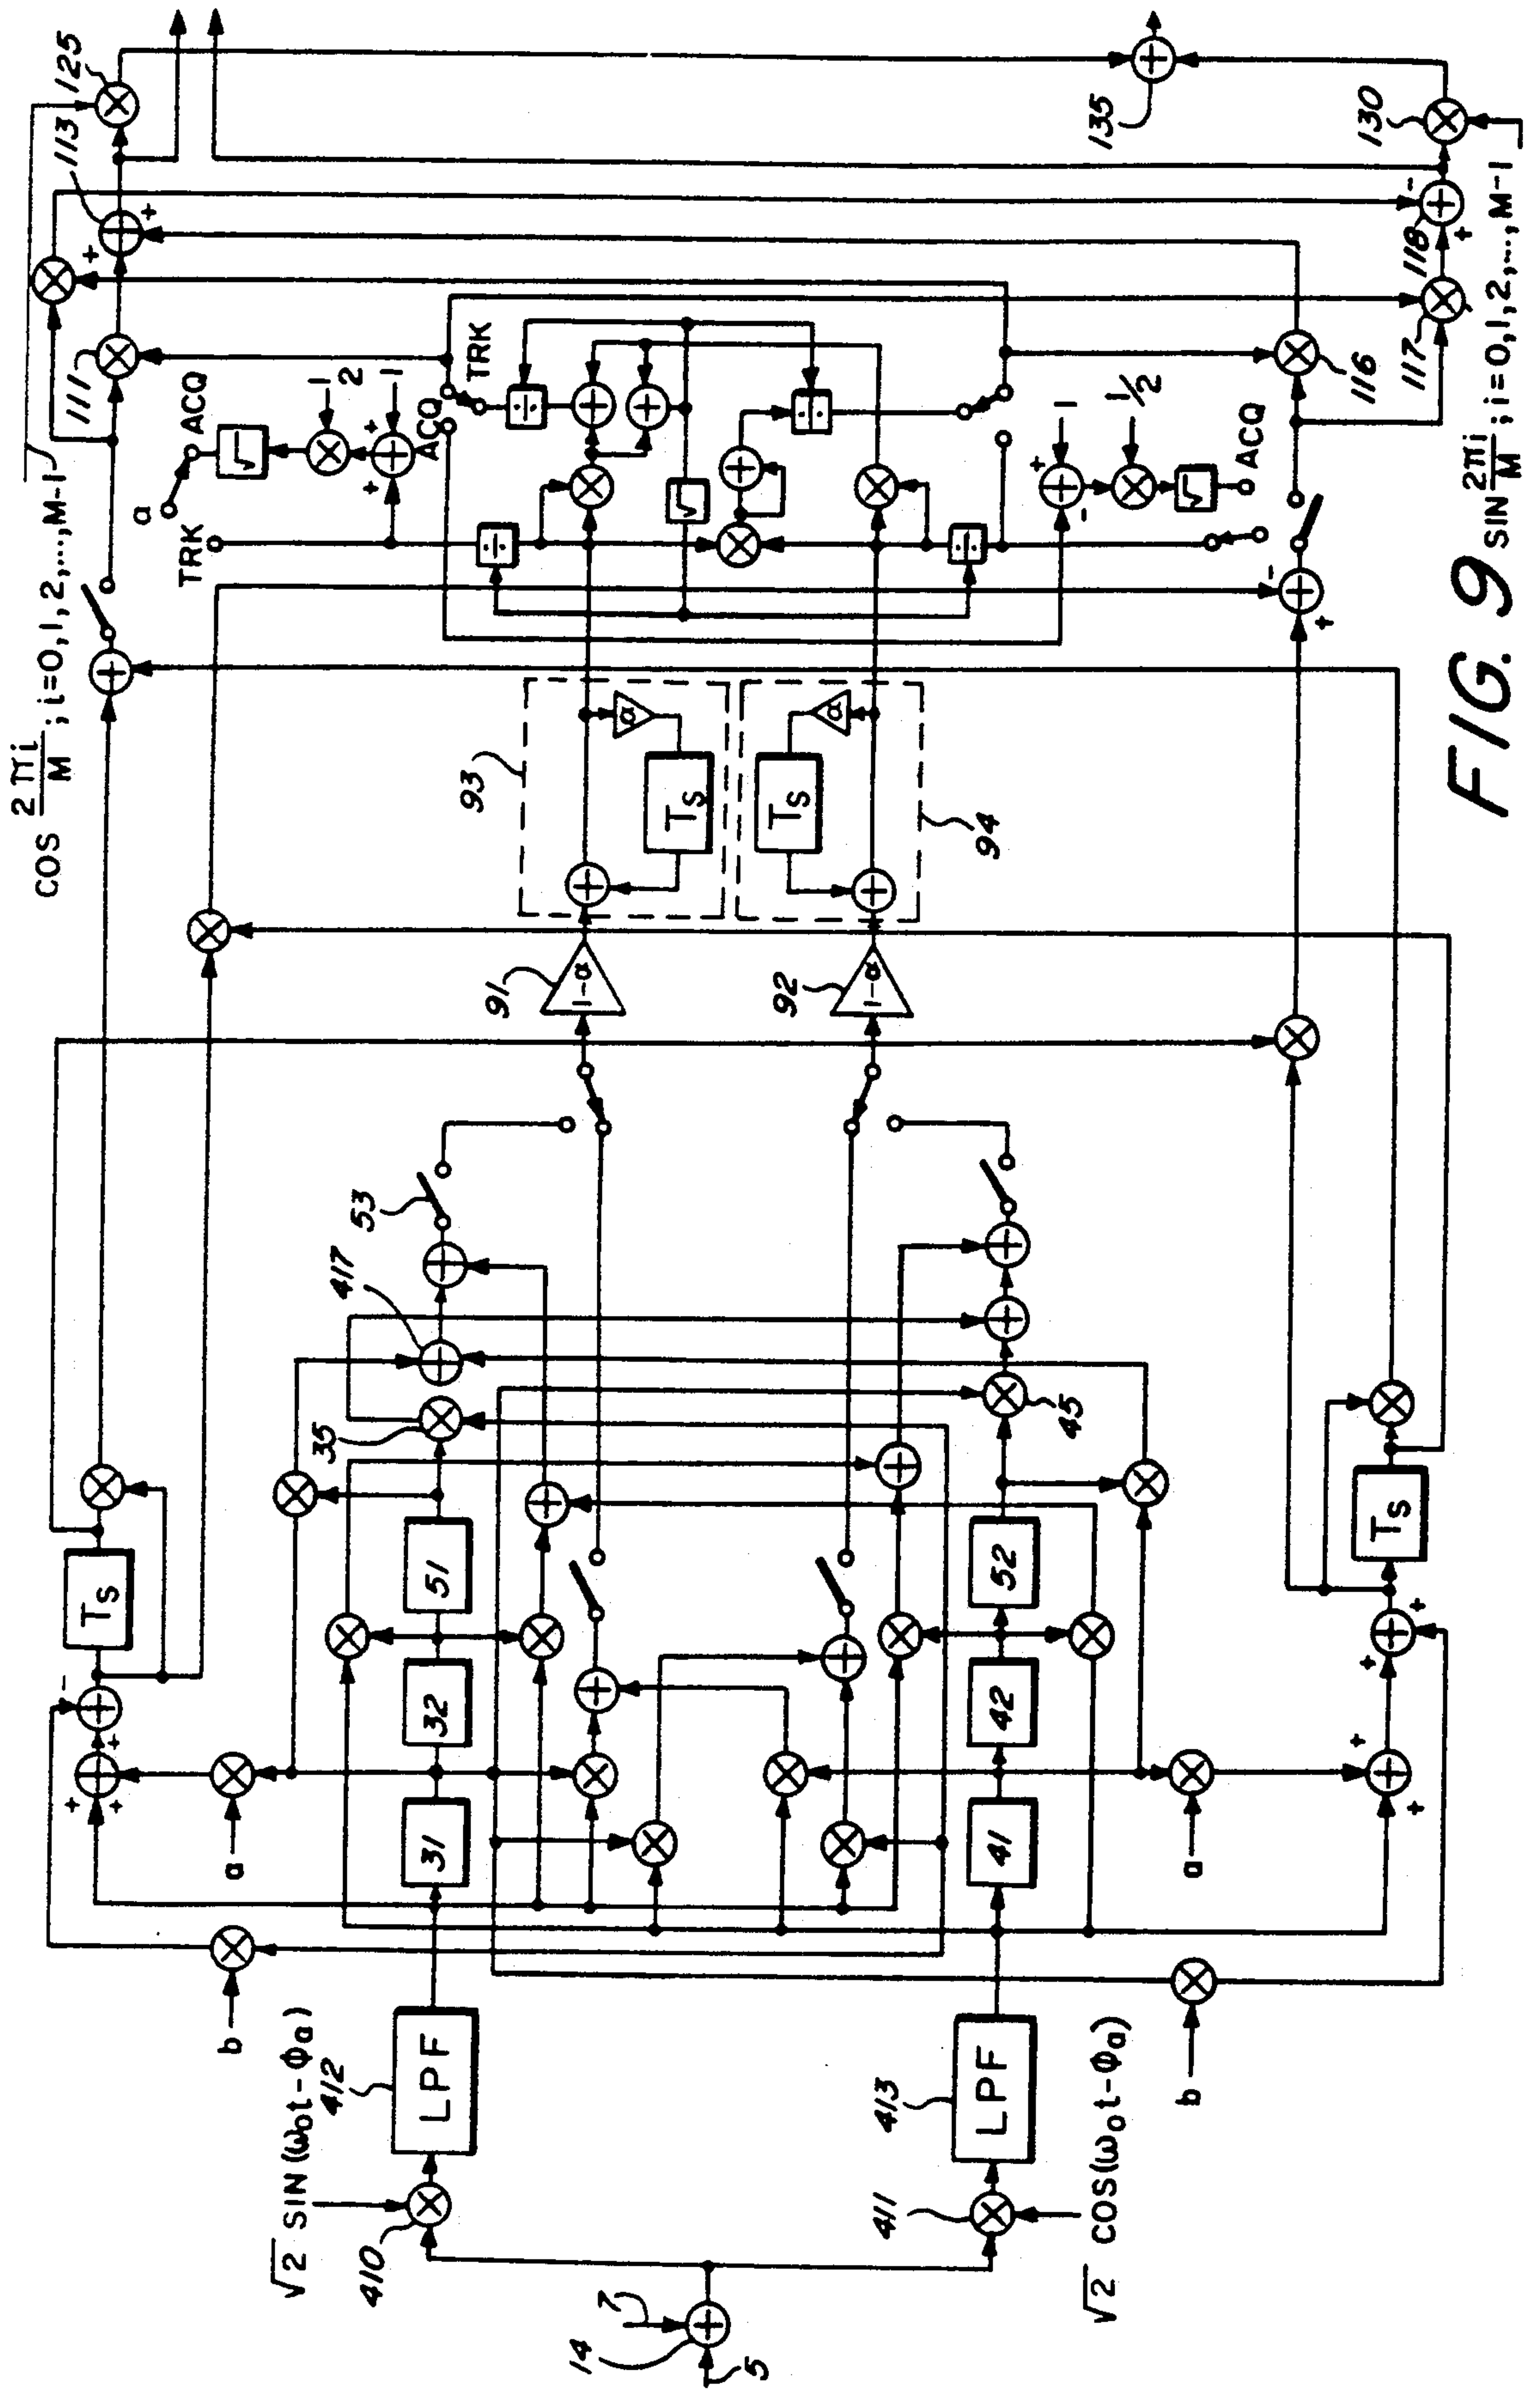 COS 2πi/M ; i=0,1,2,...,M-1
125
113
111
a
ACQ
TRK
√
1
2
+
+
1
ACQ
TRK
÷
÷
√
÷
÷
1
+
-
1/2
√
ACQ
135
130
118
117
116
+
-
+
+
+
-
+
-
93
α
Ts
Ts
α
94
91
1-α
92
1-α
53
417
35
45
Ts
Ts
51
52
32
42
31
41
-
+
+
+
a
a
b
b
+
+
+
+
√2 SIN (ω₀t-Φa)
412
LPF
413
LPF
√2 COS(ω₀t-Φa)
410
411
7
14
5
SIN 2πi/M ; i=0,1,2,...,M-1
FIG. 9